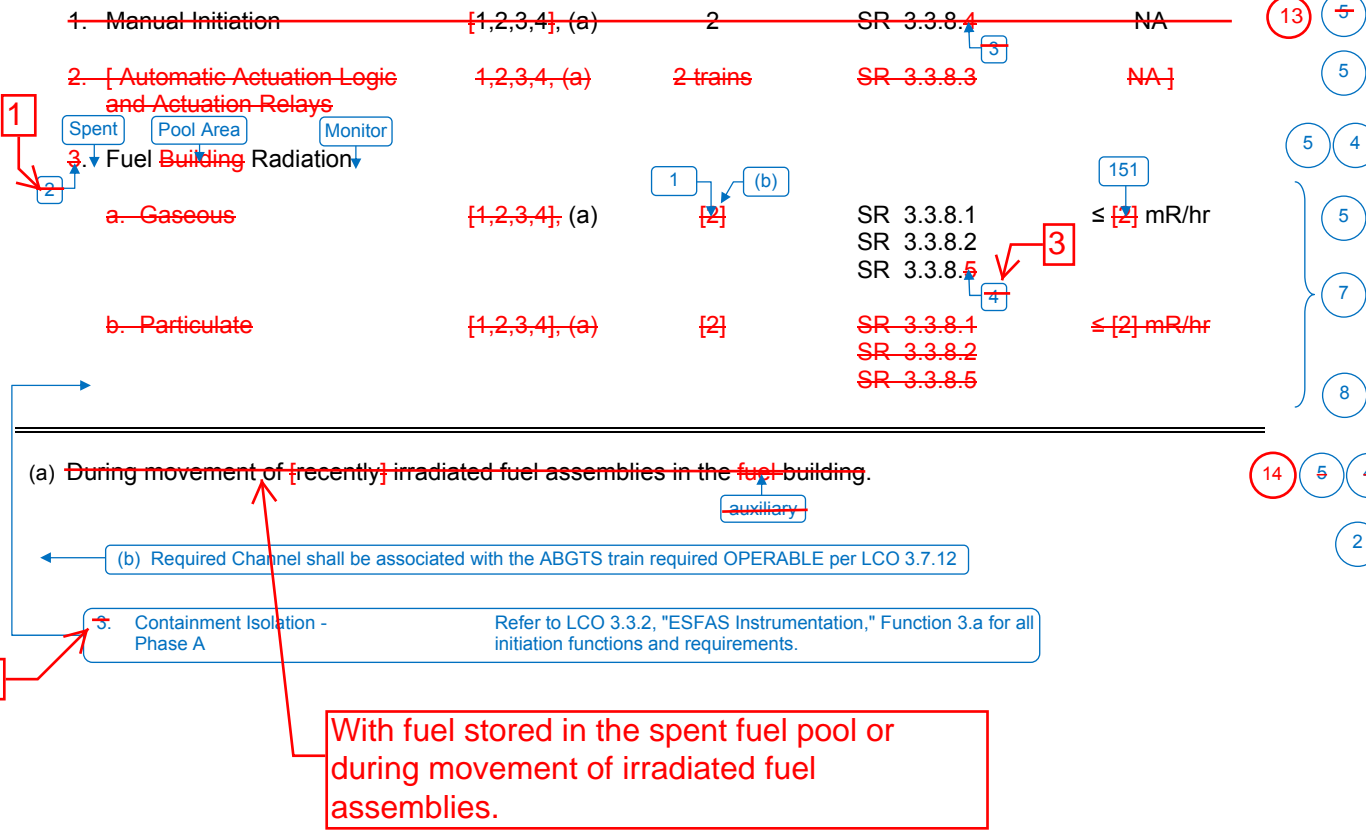 1. Manual Initiation [1,2,3,4], (a) 2 SR 3.3.8.4 NA 13 5
3
2. [ Automatic Actuation Logic 1,2,3,4, (a) 2 trains SR 3.3.8.3 NA ] 5
and Actuation Relays
1
Spent Pool Area Monitor
3. Fuel Building Radiation 5 4
2
1 (b) 151
a. Gaseous [1,2,3,4], (a) [2] SR 3.3.8.1 ≤ [2] mR/hr 5
SR 3.3.8.2
SR 3.3.8.5 3
4 7
b. Particulate [1,2,3,4], (a) [2] SR 3.3.8.1 ≤ [2] mR/hr
SR 3.3.8.2
SR 3.3.8.5
8
(a) During movement of [recently] irradiated fuel assemblies in the fuel building. 14 5 4
auxiliary
2
(b) Required Channel shall be associated with the ABGTS train required OPERABLE per LCO 3.7.12
3. Containment Isolation - Refer to LCO 3.3.2, "ESFAS Instrumentation," Function 3.a for all
Phase A initiation functions and requirements.
With fuel stored in the spent fuel pool or
during movement of irradiated fuel
assemblies.